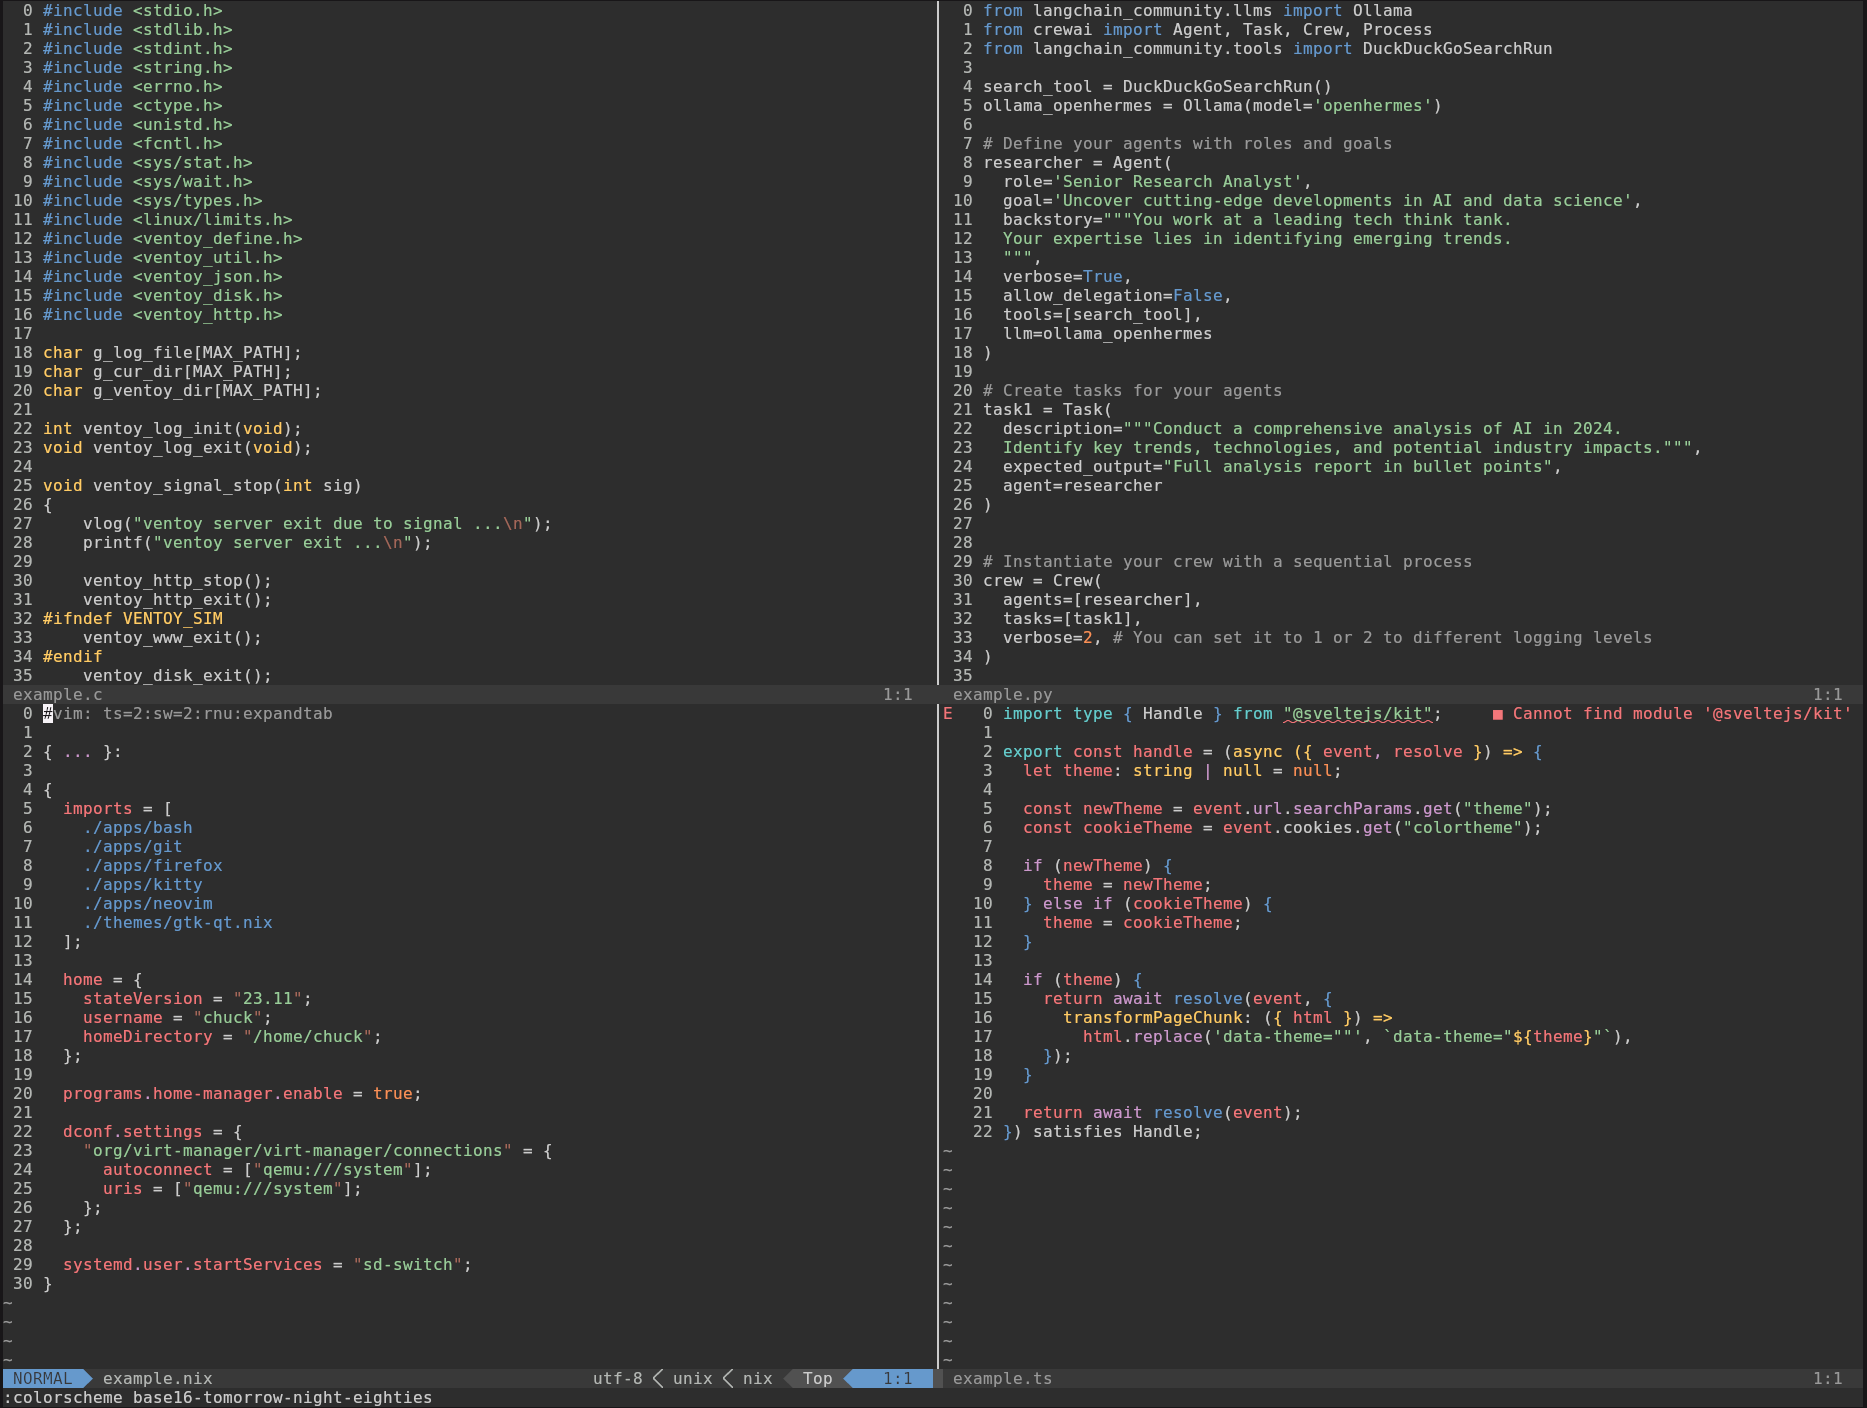 0 #include <stdio.h>
1 #include <stdlib.h>
2 #include <stdint.h>
3 #include <string.h>
4 #include <errno.h>
5 #include <ctype.h>
6 #include <unistd.h>
7 #include <fcntl.h>
8 #include <sys/stat.h>
9 #include <sys/wait.h>
10 #include <sys/types.h>
11 #include <linux/limits.h>
12 #include <ventoy_define.h>
13 #include <ventoy_util.h>
14 #include <ventoy_json.h>
15 #include <ventoy_disk.h>
16 #include <ventoy_http.h>
17
18 char g_log_file[MAX_PATH];
19 char g_cur_dir[MAX_PATH];
20 char g_ventoy_dir[MAX_PATH];
21
22 int ventoy_log_init(void);
23 void ventoy_log_exit(void);
24
25 void ventoy_signal_stop(int sig)
26 {
27     vlog("ventoy server exit due to signal ...\n");
28     printf("ventoy server exit ...\n");
29
30     ventoy_http_stop();
31     ventoy_http_exit();
32 #ifndef VENTOY_SIM
33     ventoy_www_exit();
34 #endif
35     ventoy_disk_exit();
example.c 1:1
0 from langchain_community.llms import Ollama
1 from crewai import Agent, Task, Crew, Process
2 from langchain_community.tools import DuckDuckGoSearchRun
3
4 search_tool = DuckDuckGoSearchRun()
5 ollama_openhermes = Ollama(model='openhermes')
6
7 # Define your agents with roles and goals
8 researcher = Agent(
9   role='Senior Research Analyst',
10   goal='Uncover cutting-edge developments in AI and data science',
11   backstory="""You work at a leading tech think tank.
12   Your expertise lies in identifying emerging trends.
13   """,
14   verbose=True,
15   allow_delegation=False,
16   tools=[search_tool],
17   llm=ollama_openhermes
18 )
19
20 # Create tasks for your agents
21 task1 = Task(
22   description="""Conduct a comprehensive analysis of AI in 2024.
23   Identify key trends, technologies, and potential industry impacts.""",
24   expected_output="Full analysis report in bullet points",
25   agent=researcher
26 )
27
28
29 # Instantiate your crew with a sequential process
30 crew = Crew(
31   agents=[researcher],
32   tasks=[task1],
33   verbose=2, # You can set it to 1 or 2 to different logging levels
34 )
35
example.py 1:1
0 #vim: ts=2:sw=2:rnu:expandtab
1
2 { ... }:
3
4 {
5   imports = [
6     ./apps/bash
7     ./apps/git
8     ./apps/firefox
9     ./apps/kitty
10     ./apps/neovim
11     ./themes/gtk-qt.nix
12   ];
13
14   home = {
15     stateVersion = "23.11";
16     username = "chuck";
17     homeDirectory = "/home/chuck";
18   };
19
20   programs.home-manager.enable = true;
21
22   dconf.settings = {
23     "org/virt-manager/virt-manager/connections" = {
24       autoconnect = ["qemu:///system"];
25       uris = ["qemu:///system"];
26     };
27   };
28
29   systemd.user.startServices = "sd-switch";
30 }
~
~
~
~
NORMAL example.nix utf-8 unix nix Top 1:1
E 0 import type { Handle } from "@sveltejs/kit"; ■ Cannot find module '@sveltejs/kit'
1
2 export const handle = (async ({ event, resolve }) => {
3   let theme: string | null = null;
4
5   const newTheme = event.url.searchParams.get("theme");
6   const cookieTheme = event.cookies.get("colortheme");
7
8   if (newTheme) {
9     theme = newTheme;
10   } else if (cookieTheme) {
11     theme = cookieTheme;
12   }
13
14   if (theme) {
15     return await resolve(event, {
16       transformPageChunk: ({ html }) =>
17         html.replace('data-theme=""', `data-theme="${theme}"`),
18     });
19   }
20
21   return await resolve(event);
22 }) satisfies Handle;
~
~
~
~
~
~
~
~
~
~
~
~
example.ts 1:1
:colorscheme base16-tomorrow-night-eighties